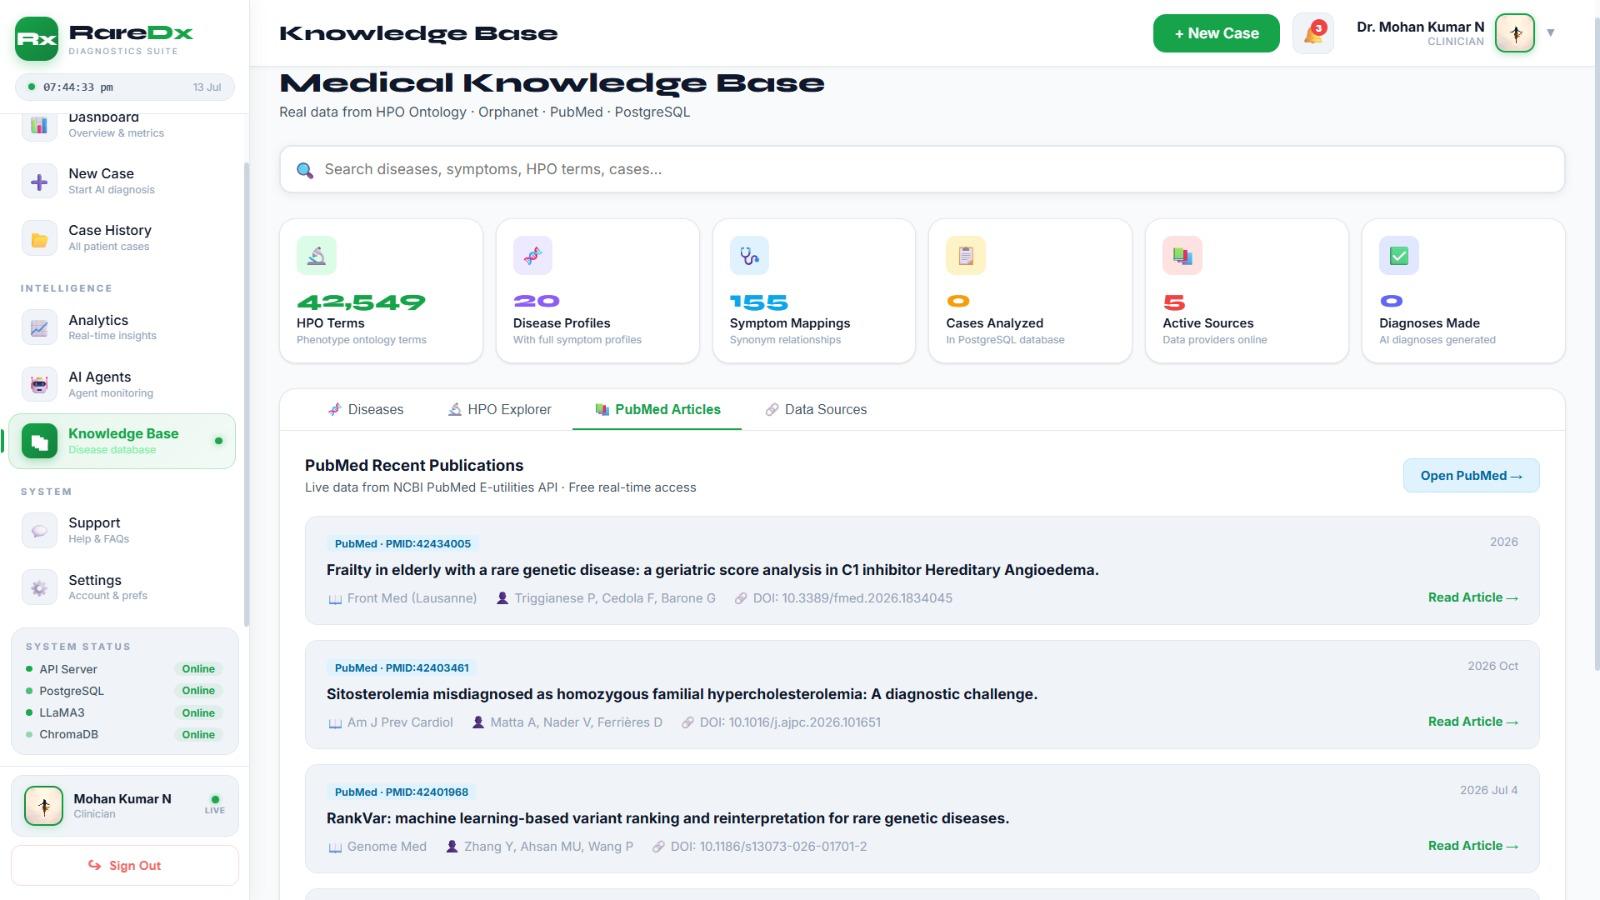 Rx
RareDx
DIAGNOSTICS SUITE
07:44:33 pm 13 Jul
Dashboard
Overview & metrics
New Case
Start AI diagnosis
Case History
All patient cases
INTELLIGENCE
Analytics
Real-time insights
AI Agents
Agent monitoring
Knowledge Base
Disease database
SYSTEM
Support
Help & FAQs
Settings
Account & prefs
SYSTEM STATUS
API Server Online
PostgreSQL Online
LLaMA3 Online
ChromaDB Online
Mohan Kumar N
Clinician
LIVE
Sign Out
Knowledge Base
+ New Case
3
Dr. Mohan Kumar N
CLINICIAN
Medical Knowledge Base
Real data from HPO Ontology · Orphanet · PubMed · PostgreSQL
Search diseases, symptoms, HPO terms, cases...
42,549
HPO Terms
Phenotype ontology terms
20
Disease Profiles
With full symptom profiles
155
Symptom Mappings
Synonym relationships
0
Cases Analyzed
In PostgreSQL database
5
Active Sources
Data providers online
0
Diagnoses Made
AI diagnoses generated
Diseases HPO Explorer PubMed Articles Data Sources
PubMed Recent Publications
Live data from NCBI PubMed E-utilities API · Free real-time access
Open PubMed →
PubMed · PMID:42434005 2026
Frailty in elderly with a rare genetic disease: a geriatric score analysis in C1 inhibitor Hereditary Angioedema.
Front Med (Lausanne) Triggianese P, Cedola F, Barone G DOI: 10.3389/fmed.2026.1834045 Read Article →
PubMed · PMID:42403461 2026 Oct
Sitosterolemia misdiagnosed as homozygous familial hypercholesterolemia: A diagnostic challenge.
Am J Prev Cardiol Matta A, Nader V, Ferrières D DOI: 10.1016/j.ajpc.2026.101651 Read Article →
PubMed · PMID:42401968 2026 Jul 4
RankVar: machine learning-based variant ranking and reinterpretation for rare genetic diseases.
Genome Med Zhang Y, Ahsan MU, Wang P DOI: 10.1186/s13073-026-01701-2 Read Article →